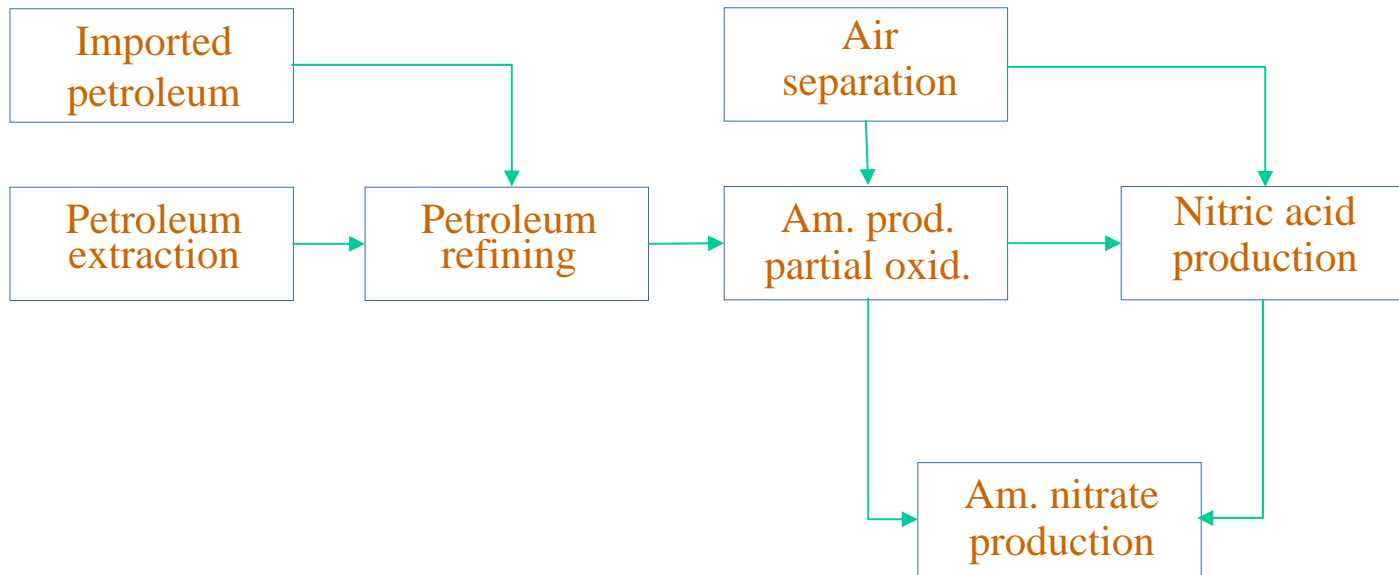 Imported
petroleum
Air
separation
Petroleum
extraction
Petroleum
refining
Am. prod.
partial oxid.
Nitric acid
production
Am. nitrate
production